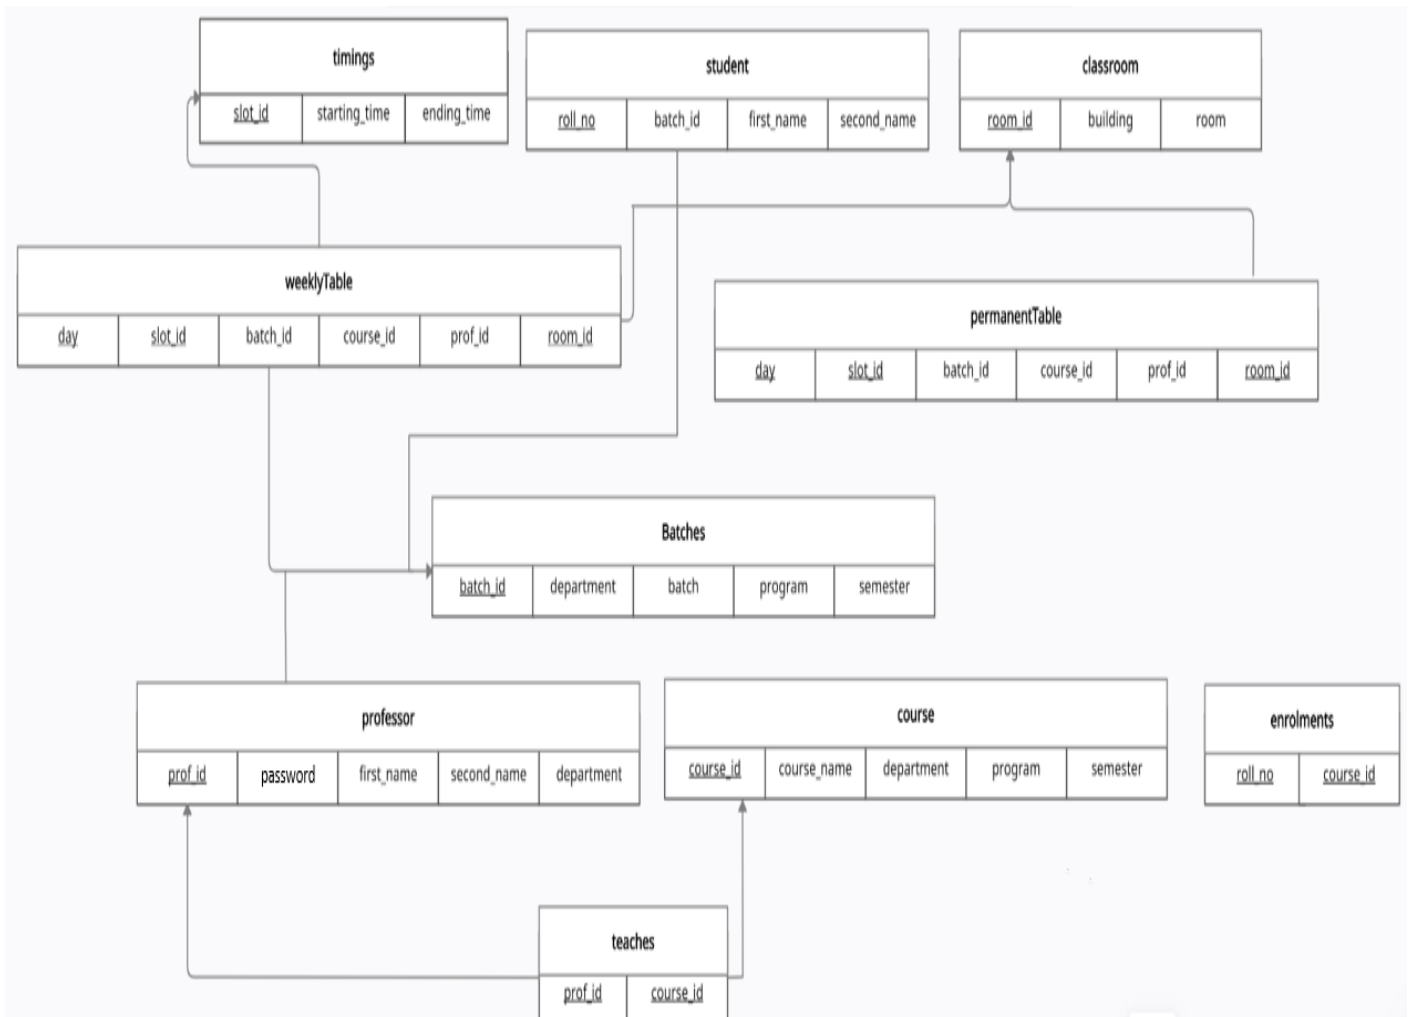 timings
slot_id starting_time ending_time
student
roll_no batch_id first_name second_name
classroom
room_id building room
weeklyTable
day slot_id batch_id course_id prof_id room_id
permanentTable
day slot_id batch_id course_id prof_id room_id
Batches
batch_id department batch program semester
professor
prof_id password first_name second_name department
course
course_id course_name department program semester
enrolments
roll_no course_id
teaches
prof_id course_id